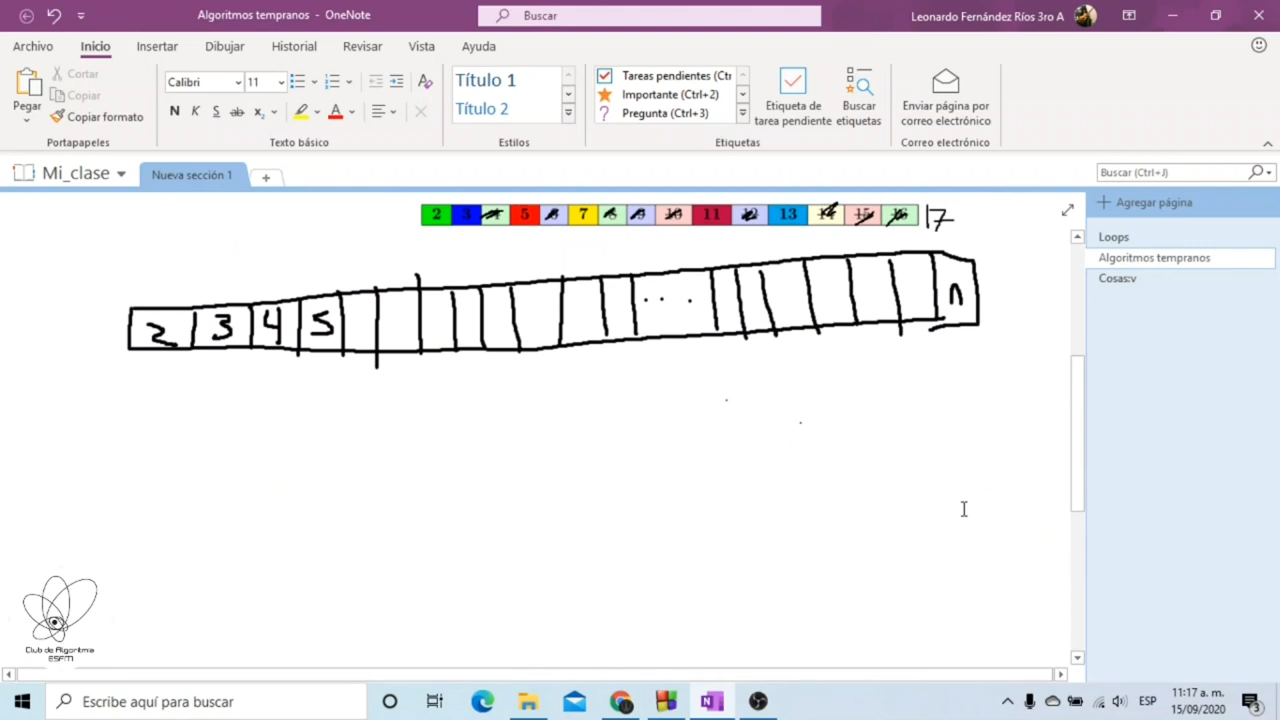 Algoritmos tempranos - OneNote
Buscar
Leonardo Fernández Ríos 3ro A
Archivo Inicio Insertar Dibujar Historial Revisar Vista Ayuda
Pegar
Cortar
Copiar
Copiar formato
Portapapeles
Calibri 11
N K S ab x₂ A
Texto básico
Título 1
Título 2
Estilos
Tareas pendientes (Ctr
Importante (Ctrl+2)
Pregunta (Ctrl+3)
Etiqueta de
tarea pendiente
Buscar
etiquetas
Etiquetas
Enviar página por
correo electrónico
Correo electrónico
Mi_clase
Nueva sección 1
Buscar (Ctrl+J)
Agregar página
Loops
Algoritmos tempranos
Cosas:v
2 3 4 5 6 7 8 9 10 11 12 13 14 15 16 17
2 3 4 5 ... n
Club de Algoritmia
ESFM
Escribe aquí para buscar
ESP
11:17 a. m.
15/09/2020
3